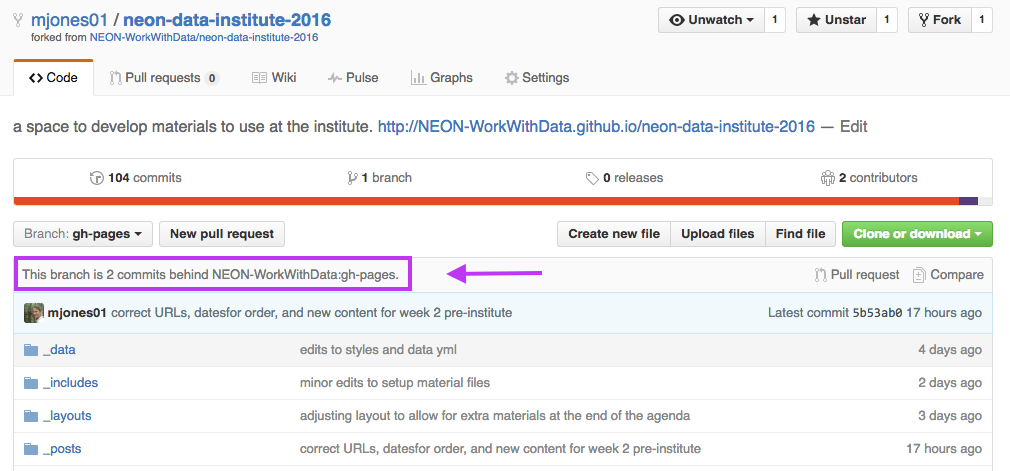 mjones01 / neon-data-institute-2016
Unwatch 1 Unstar 1 Fork 1
forked from NEON-WorkWithData/neon-data-institute-2016
Code Pull requests 0 Wiki Pulse Graphs Settings
a space to develop materials to use at the institute. http://NEON-WorkWithData.github.io/neon-data-institute-2016 — Edit
104 commits 1 branch 0 releases 2 contributors
Branch: gh-pages New pull request Create new file Upload files Find file Clone or download
This branch is 2 commits behind NEON-WorkWithData:gh-pages. Pull request Compare
mjones01 correct URLs, datesfor order, and new content for week 2 pre-institute Latest commit 5b53ab0 17 hours ago
_data edits to styles and data yml 4 days ago
_includes minor edits to setup material files 2 days ago
_layouts adjusting layout to allow for extra materials at the end of the agenda 3 days ago
_posts correct URLs, datesfor order, and new content for week 2 pre-institute 17 hours ago